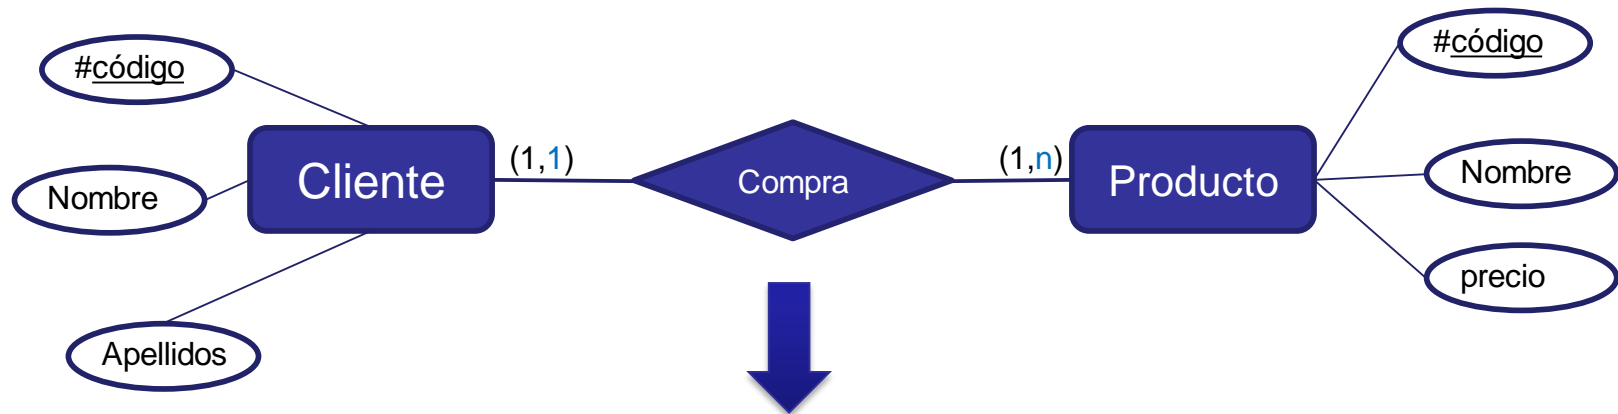 #código
Nombre
Apellidos
Cliente
(1,1)
Compra
(1,n)
Producto
#código
Nombre
precio